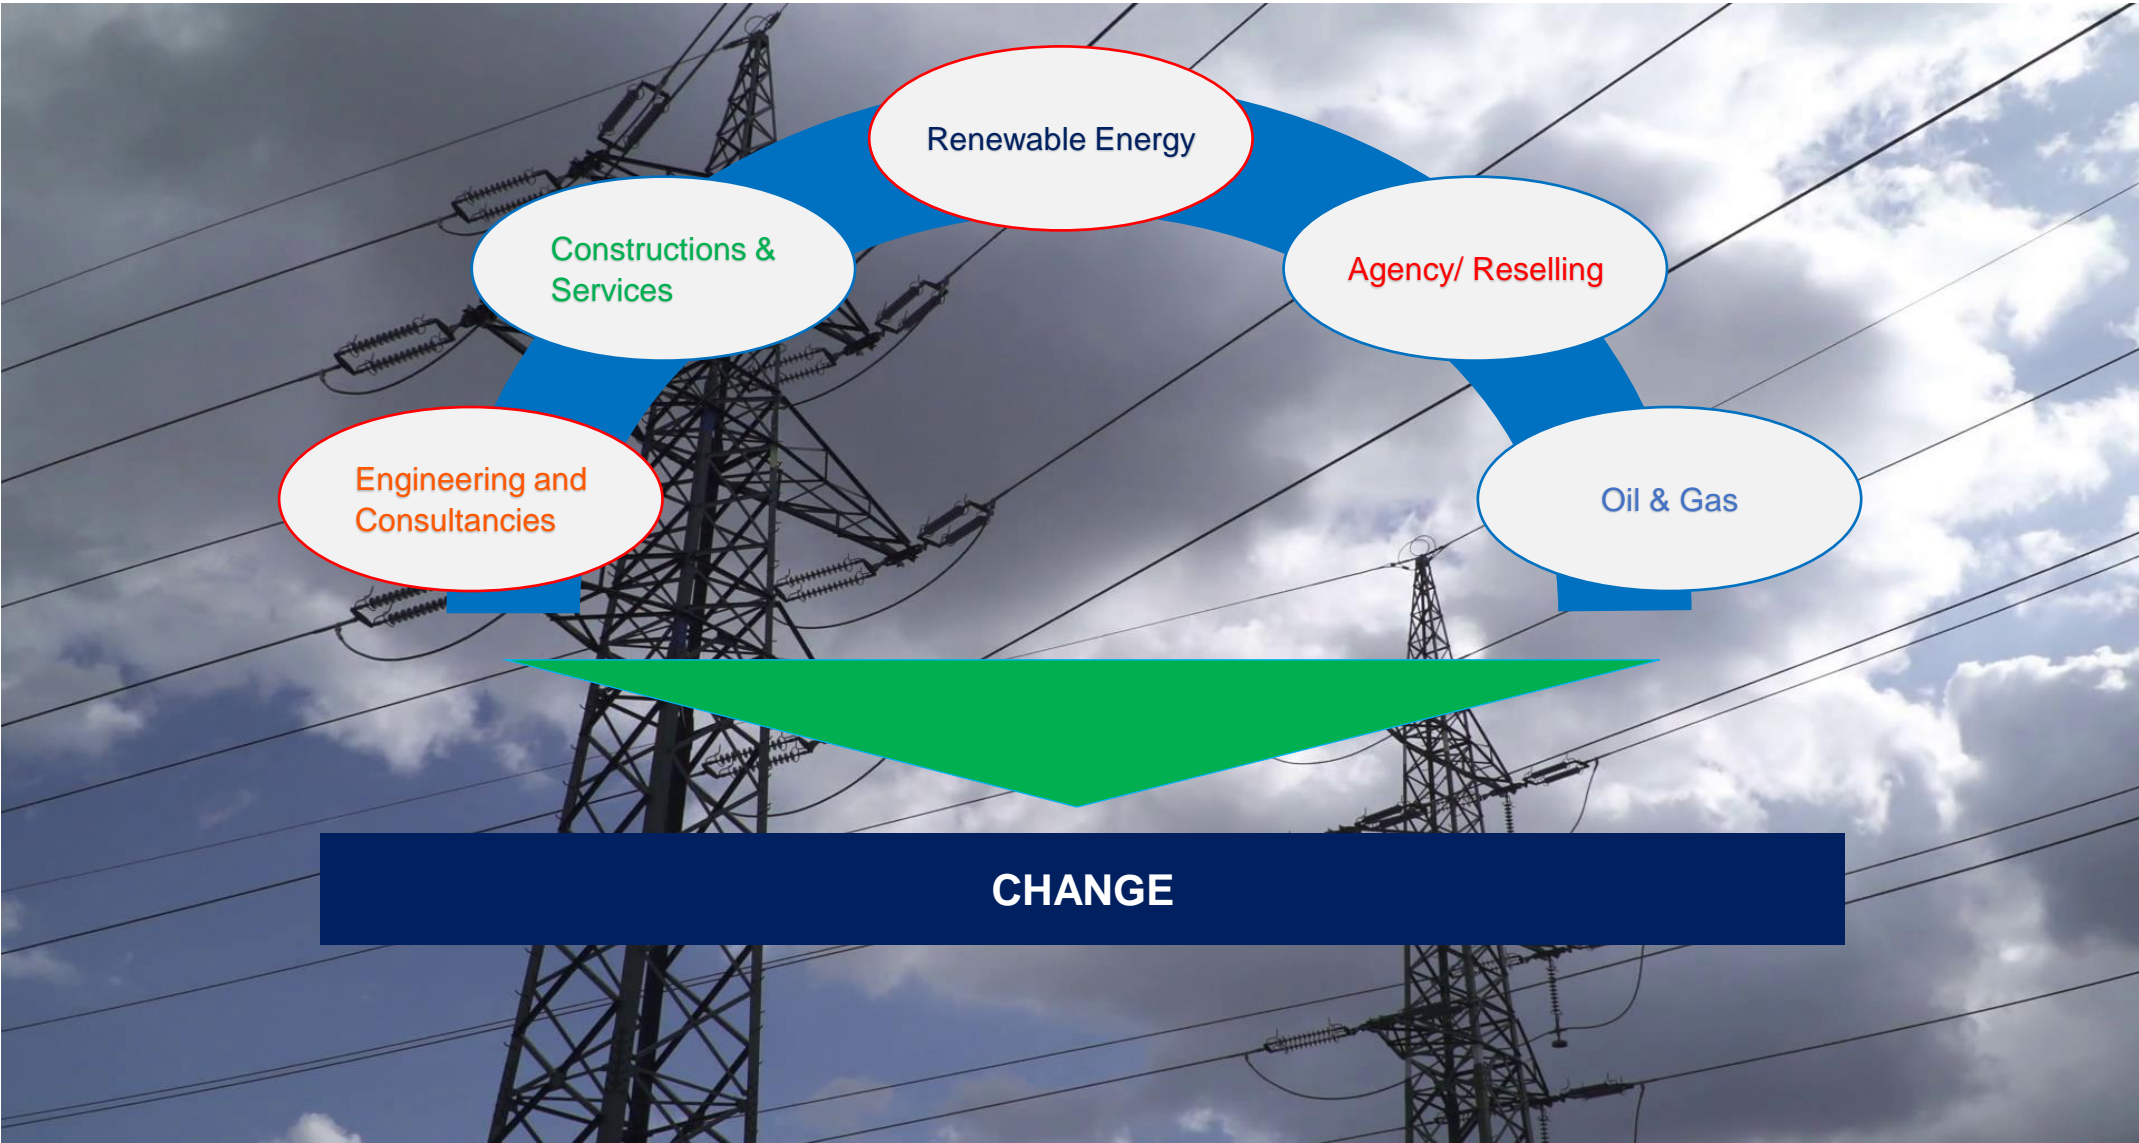 Renewable Energy
Constructions &
Services
Agency/ Reselling
Engineering and
Consultancies
Oil & Gas
CHANGE